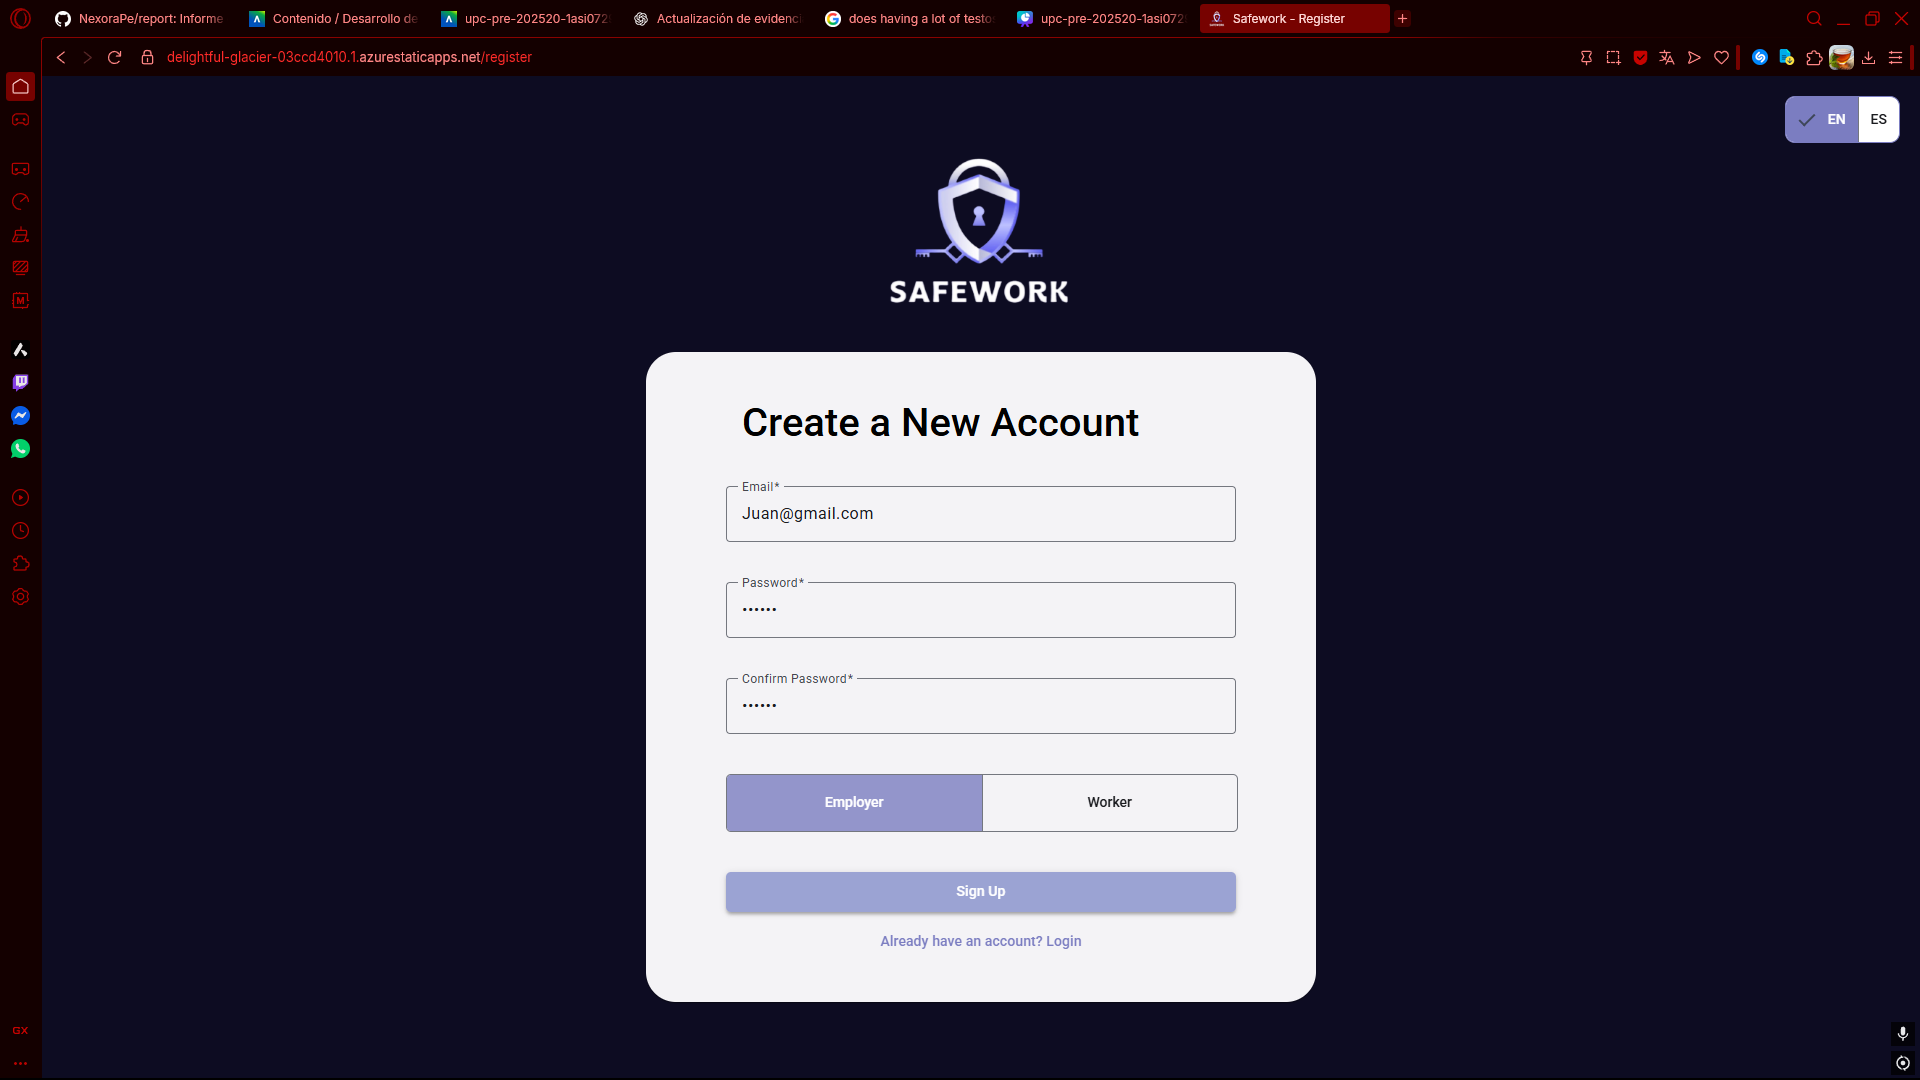 NexoraPe/report: Informe
Contenido / Desarrollo de
upc-pre-202520-1asi072
Actualización de evidenci
does having a lot of testo
upc-pre-202520-1asi072
Safework - Register
delightful-glacier-03ccd4010.1.azurestaticapps.net/register
EN
ES
SAFEWORK
Create a New Account
Email*
Juan@gmail.com
Password*
••••••
Confirm Password*
••••••
Employer
Worker
Sign Up
Already have an account? Login
GX